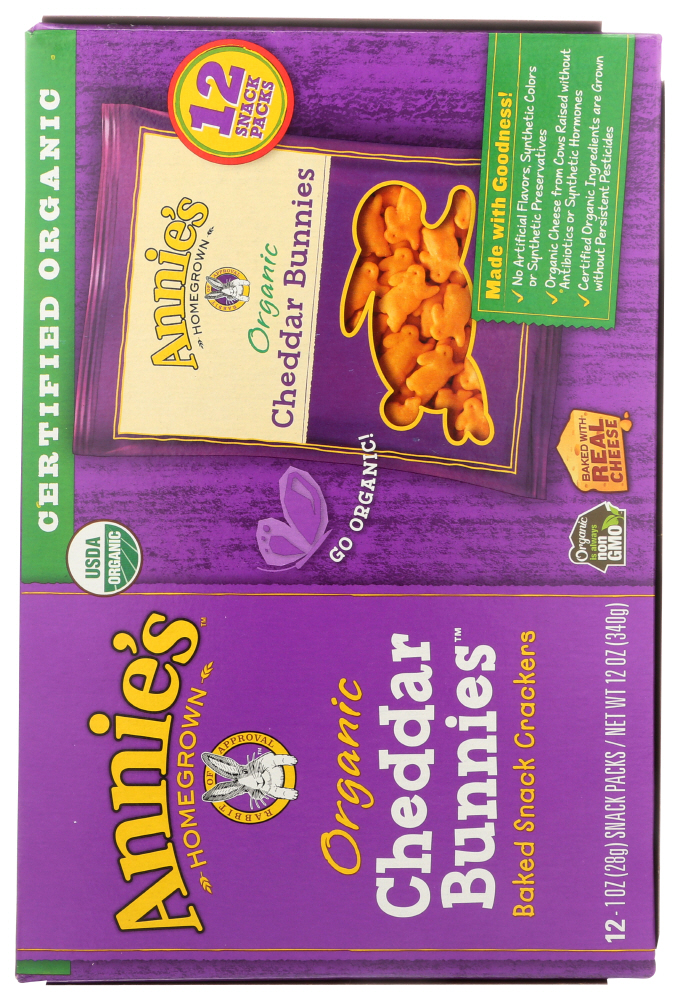 Annie's™
HOMEGROWN
RABBIT OF APPROVAL™
Organic
Cheddar
Bunnies™
Baked Snack Crackers
12 - 1 OZ (28g) SNACK PACKS / NET WT 12 OZ (340g)
CERTIFIED ORGANIC
USDA
ORGANIC
12
SNACK
PACKS
Annie's
HOMEGROWN
Organic
Cheddar Bunnies
GO ORGANIC!
Made with Goodness!
✓ No Artificial Flavors, Synthetic Colors
or Synthetic Preservatives
✓ Organic Cheese from Cows Raised without
Antibiotics or Synthetic Hormones
✓ Certified Organic Ingredients are Grown
without Persistent Pesticides
Organic
is always
non
GMO
BAKED WITH
REAL
CHEESE